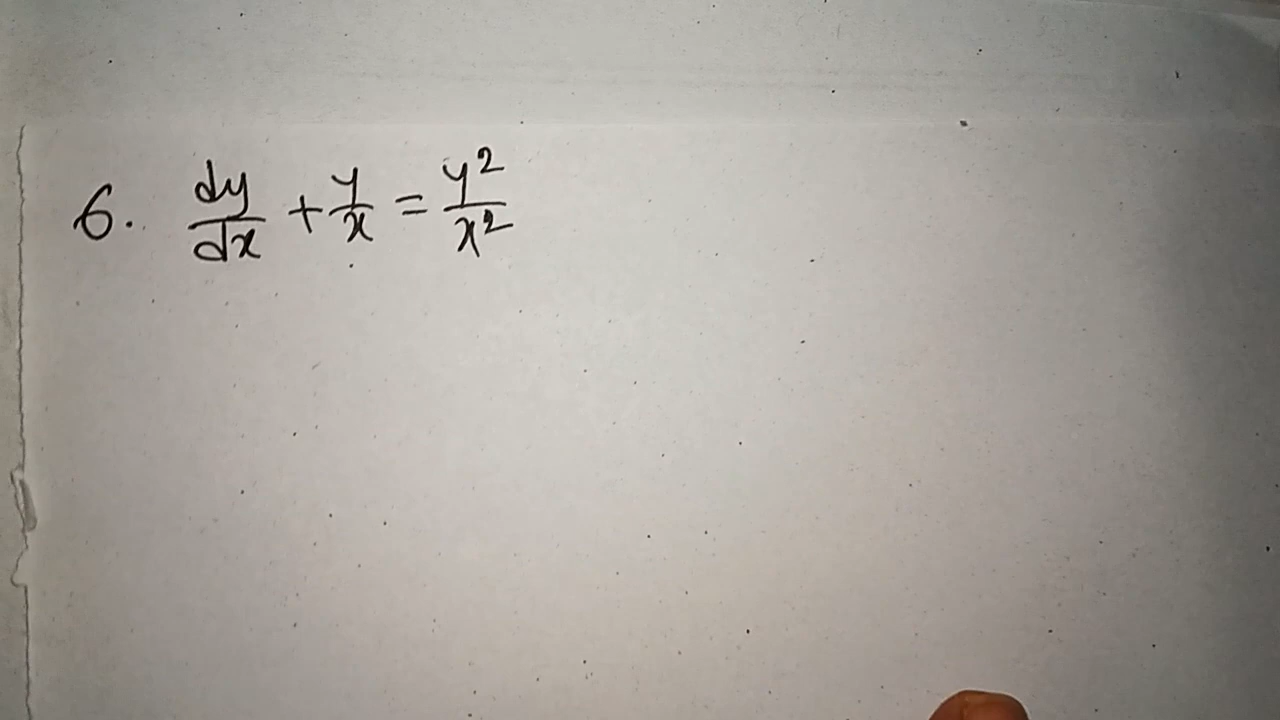 6. dy/dx + y/x = y²/x²